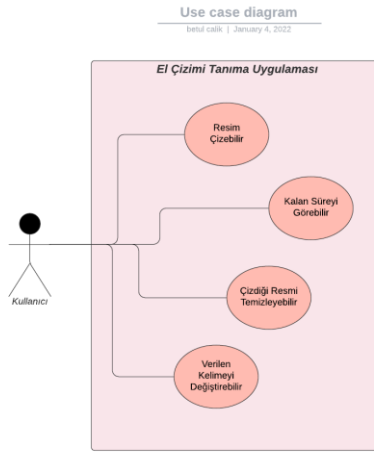 Use case diagram
betul calik | January 4, 2022
El Çizimi Tanıma Uygulaması
Resim
Çizebilir
Kalan Süreyi
Görebilir
Kullanıcı
Çizdiği Resmi
Temizleyebilir
Verilen
Kelimeyi
Değiştirebilir